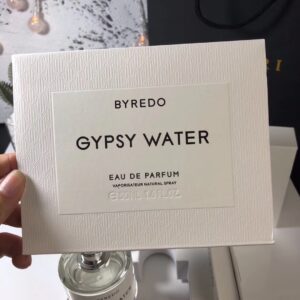 BYREDO
GYPSY WATER
EAU DE PARFUM
VAPORISATEUR NATURAL SPRAY